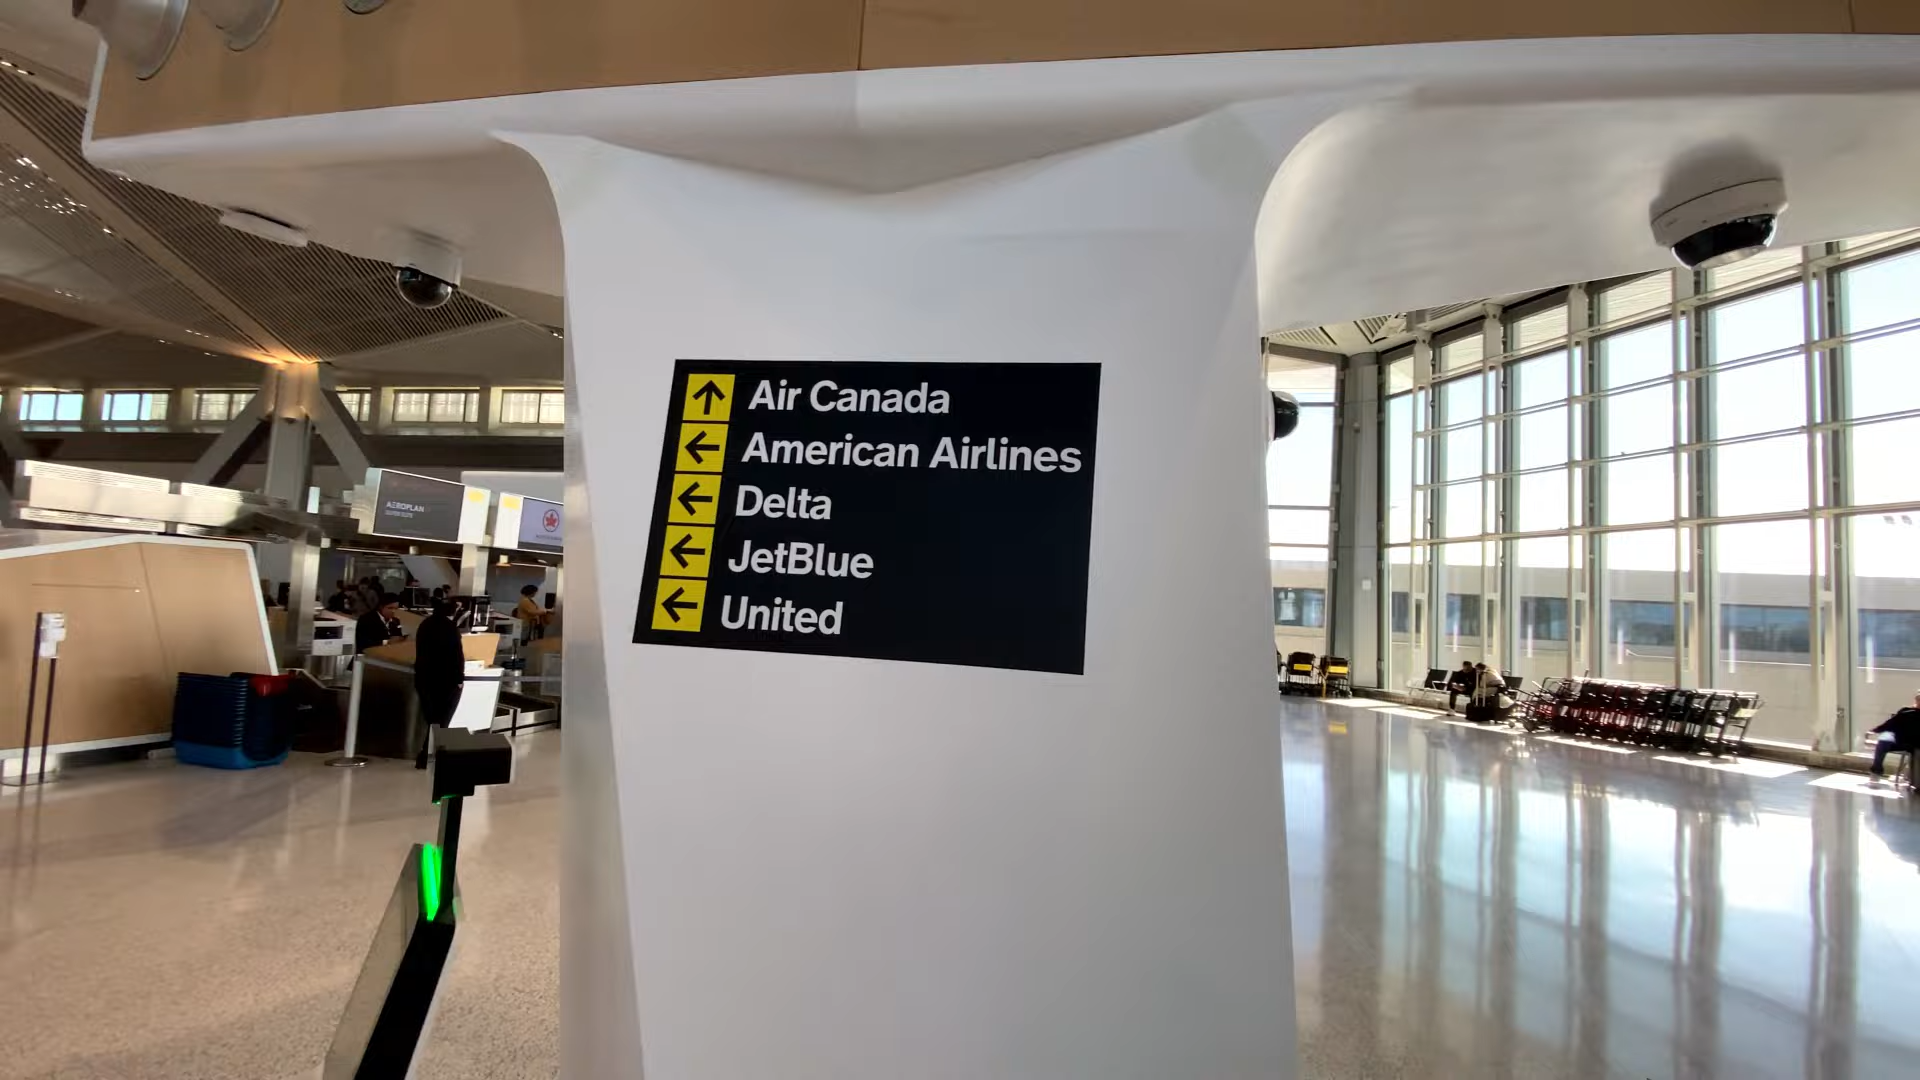 Air Canada
American Airlines
Delta
JetBlue
United
AEROPLAN